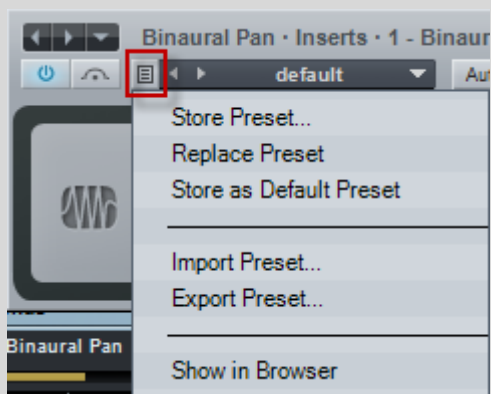 Binaural Pan · Inserts · 1 - Binaur
default
Au
Store Preset...
Replace Preset
Store as Default Preset
Import Preset...
Export Preset...
Binaural Pan
Show in Browser